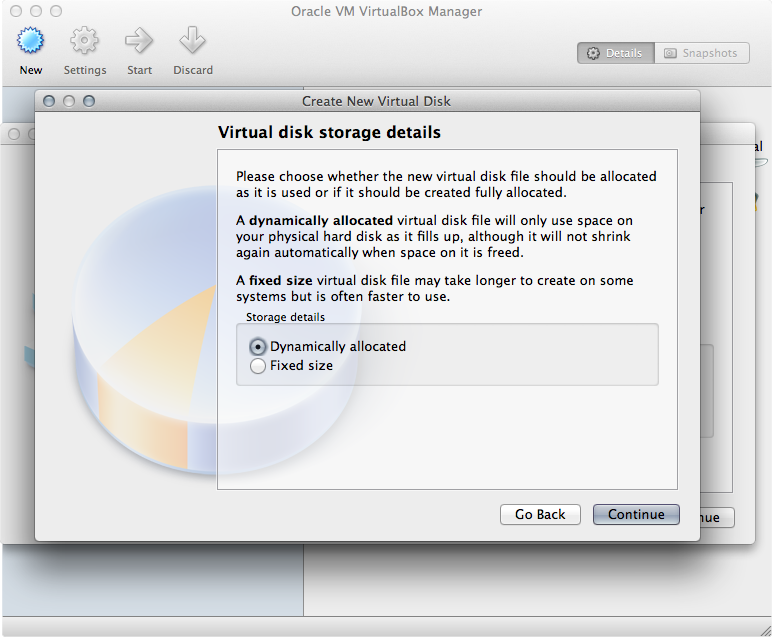 Oracle VM VirtualBox Manager
New
Settings
Start
Discard
Details
Snapshots
Create New Virtual Disk
Virtual disk storage details
Please choose whether the new virtual disk file should be allocated
as it is used or if it should be created fully allocated.
A dynamically allocated virtual disk file will only use space on
your physical hard disk as it fills up, although it will not shrink
again automatically when space on it is freed.
A fixed size virtual disk file may take longer to create on some
systems but is often faster to use.
Storage details
Dynamically allocated
Fixed size
Go Back
Continue